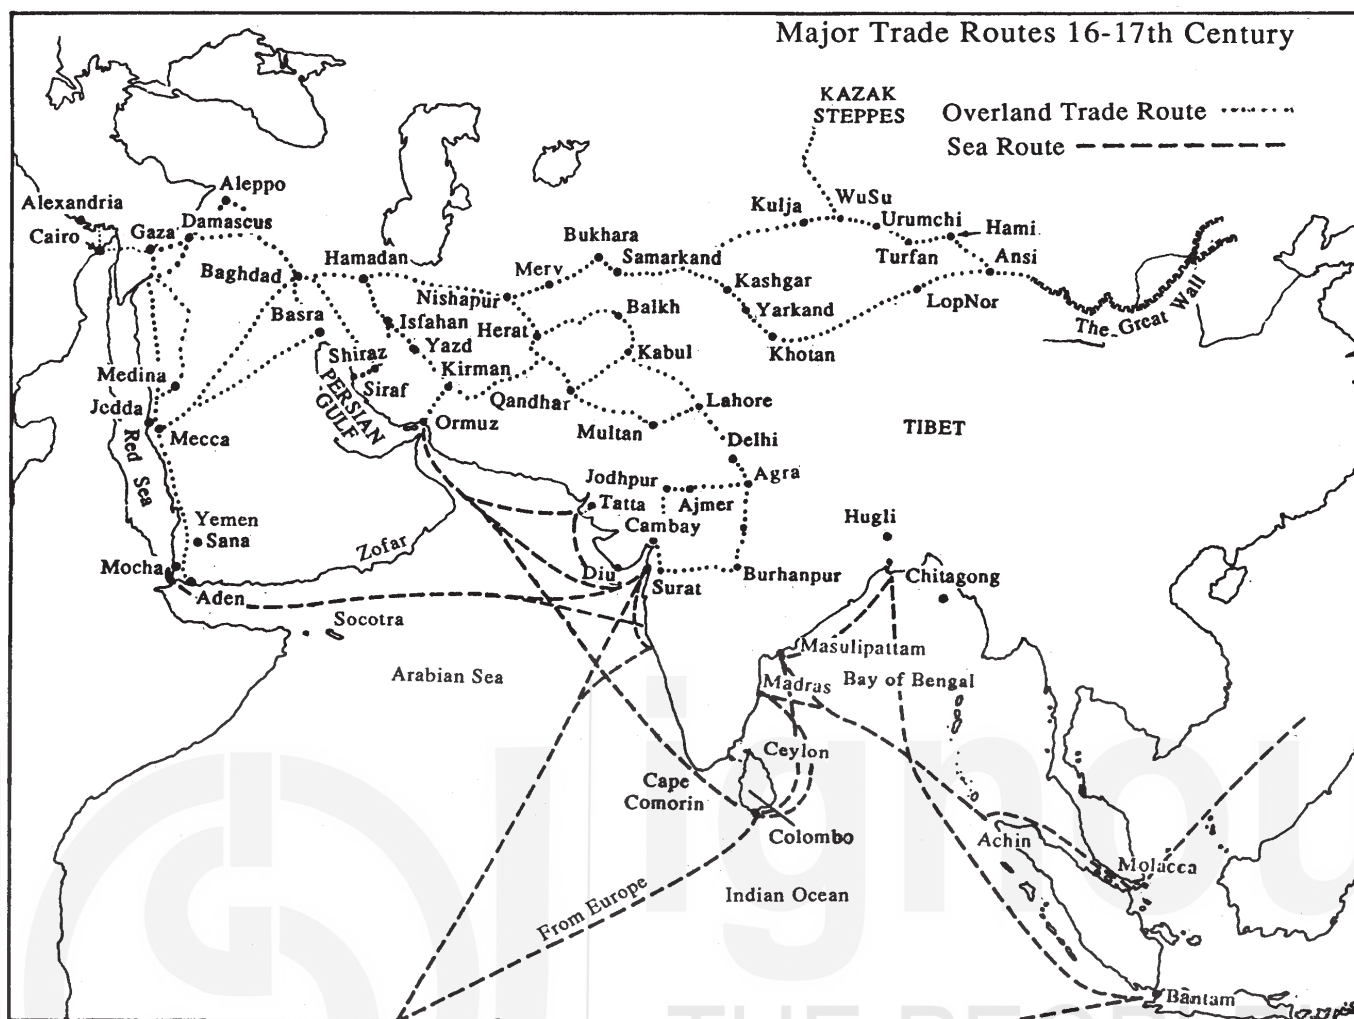 Major Trade Routes 16-17th Century
KAZAK
STEPPES
Overland Trade Route
Sea Route
Aleppo
Alexandria
Cairo
Gaza
Damascus
Baghdad
Hamadan
Basra
Isfahan
Yazd
Shiraz
Siraf
Kirman
Ormuz
PERSIAN
GULF
Medina
Jedda
Mecca
Red Sea
Yemen
Sana
Mocha
Aden
Zofar
Socotra
Arabian Sea
Nishapur
Merv
Bukhara
Samarkand
Herat
Balkh
Kabul
Qandhar
Multan
Lahore
Delhi
Agra
Jodhpur
Ajmer
Tatta
Cambay
Diu
Surat
Burhanpur
Kulja
WuSu
Urumchi
Hami
Turfan
Ansi
Kashgar
Yarkand
Khotan
LopNor
The Great Wall
TIBET
Hugli
Chitagong
Masulipattam
Madras
Bay of Bengal
Ceylon
Cape
Comorin
Colombo
Achin
Molacca
From Europe
Indian Ocean
Bantam
ignou
THE PEOPLE